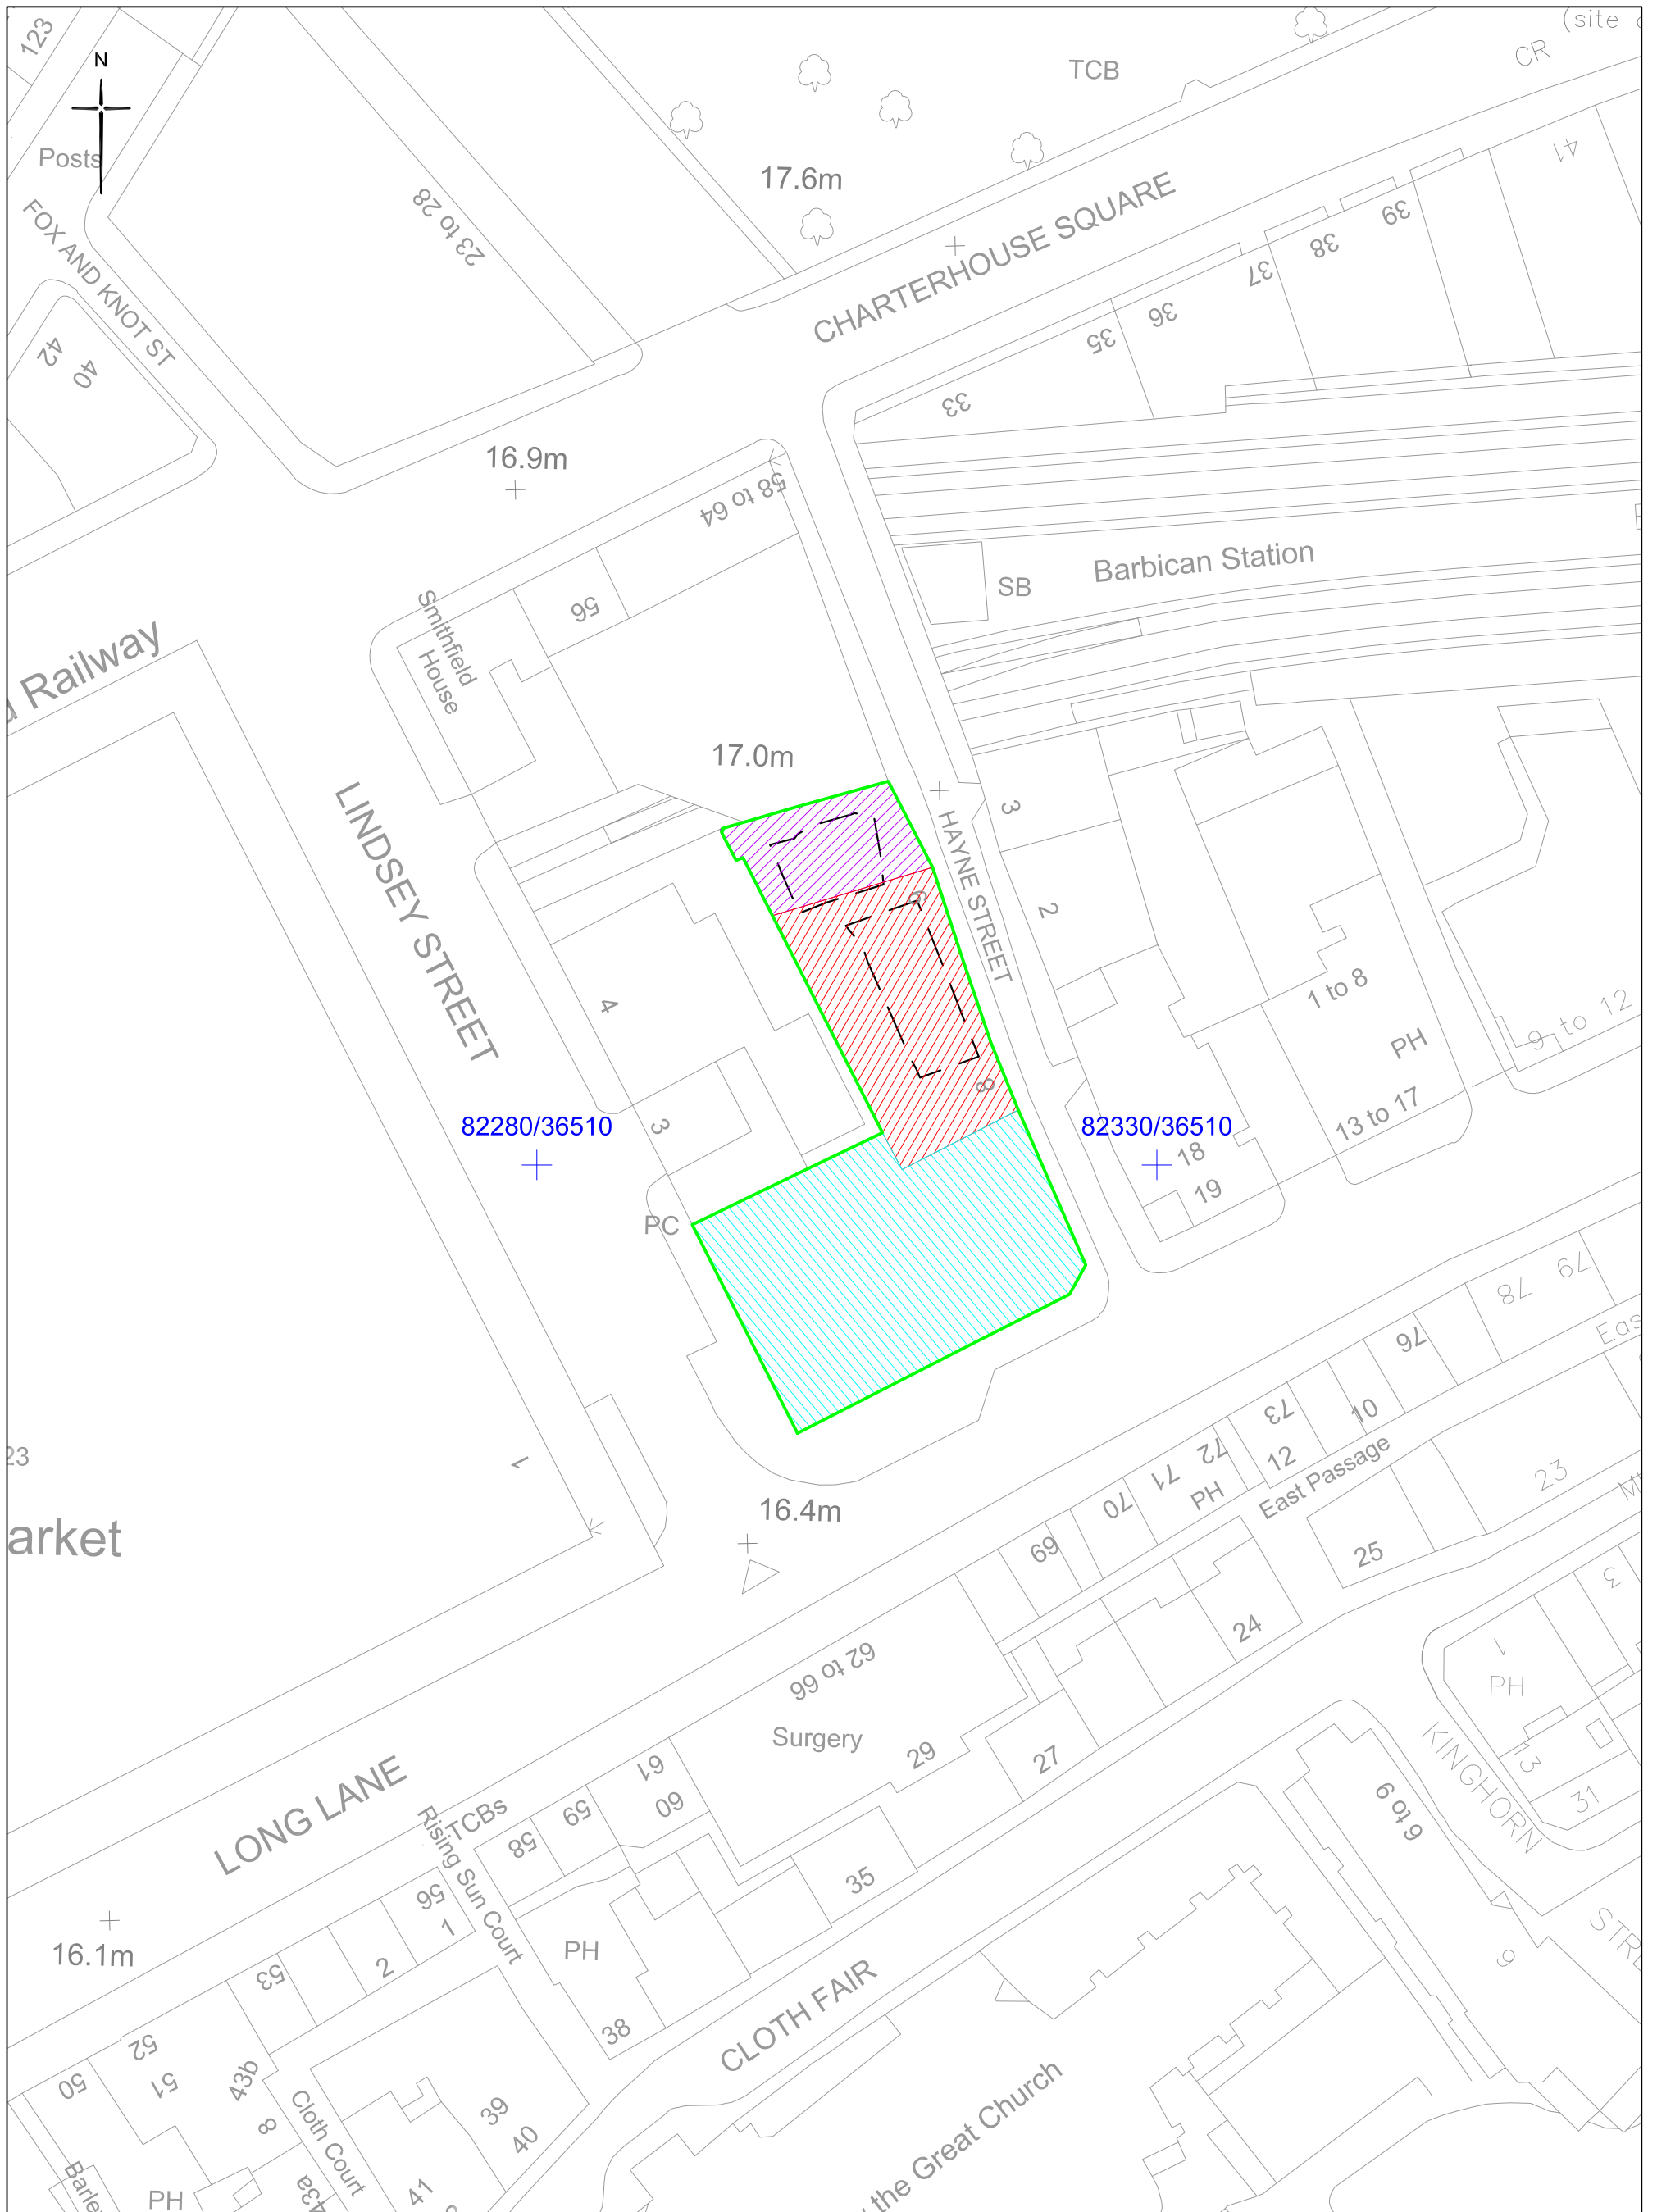 123
N
TCB
(site
CR
Posts
17.6m
41
FOX AND KNOT ST
23 to 28
CHARTERHOUSE SQUARE
39
38
37
36
35
33
42
40
16.9m
58 to 64
56
Smithfield
House
SB
Barbican Station
Railway
17.0m
LINDSEY STREET
HAYNE STREET
3
2
6
4
1 to 8
9 to 12
PH
8
13 to 17
3
82280/36510
82330/36510
18
19
PC
79
78
76
73
10
12
72
71
PH
70
69
East Passage
23
25
1
23
arket
16.4m
24
3
1
PH
62 to 66
Surgery
29
27
KINGHORN
13
31
6 to 9
61
60
59
58
LONG LANE
TCBs
Rising Sun Court
35
56
1
2
53
16.1m
PH
38
CLOTH FAIR
9
52
51
50
43b
8
Cloth Court
39
40
41
43a
PH
the Great Church